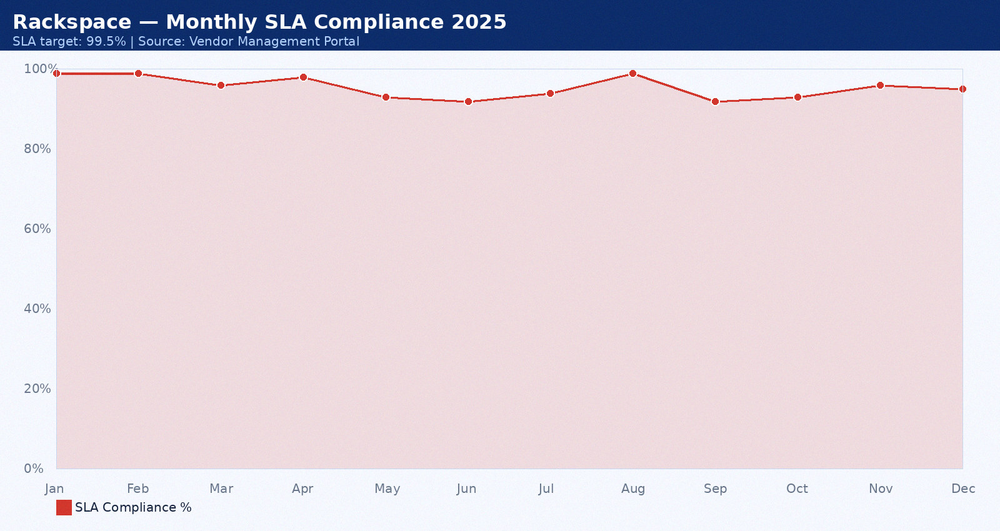 Rackspace — Monthly SLA Compliance 2025
SLA target: 99.5% | Source: Vendor Management Portal
100%
80%
60%
40%
20%
0%
Jan Feb Mar Apr May Jun Jul Aug Sep Oct Nov Dec
SLA Compliance %